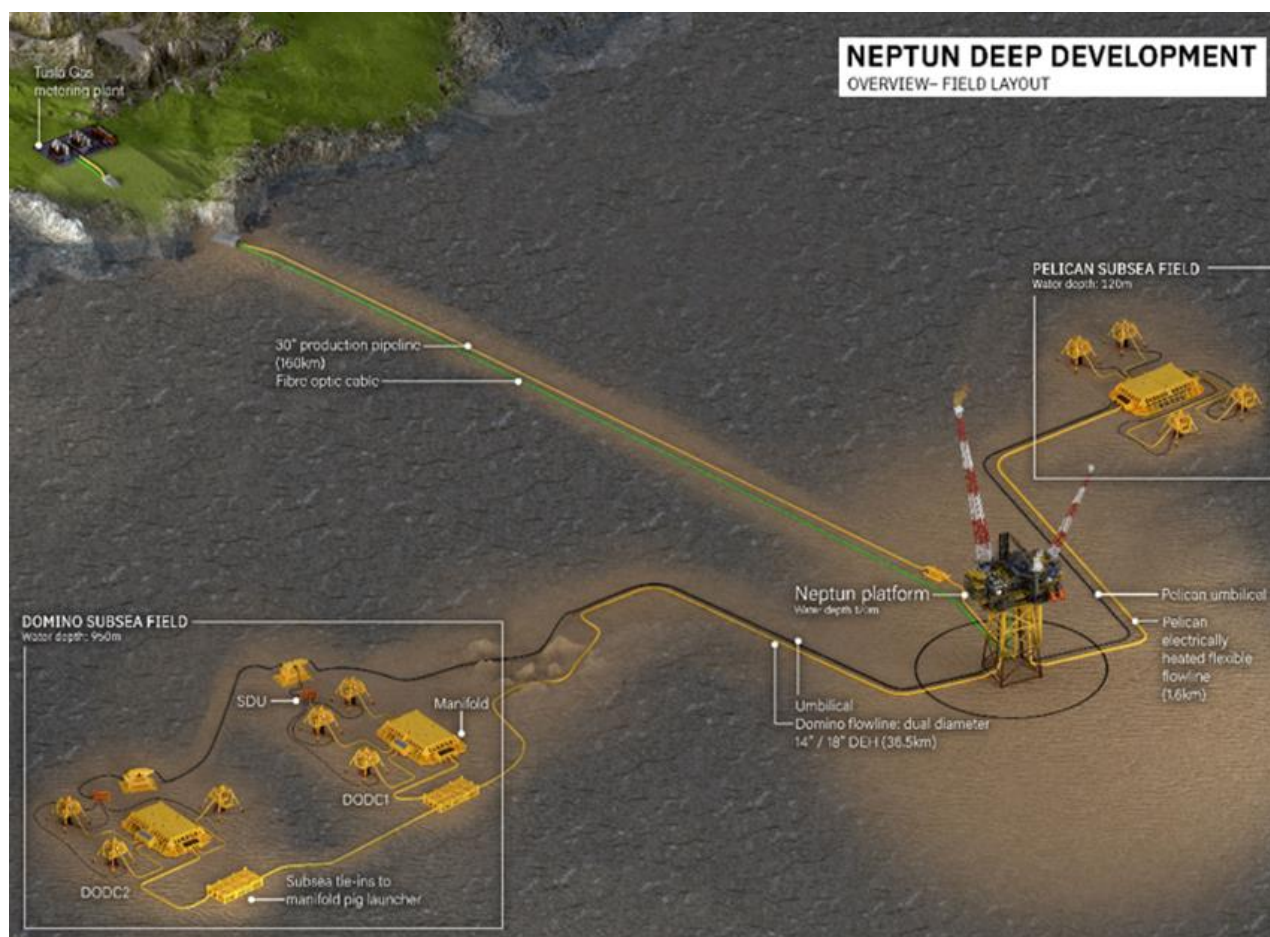 NEPTUN DEEP DEVELOPMENT
OVERVIEW– FIELD LAYOUT
Tusla Gas
metering plant
PELICAN SUBSEA FIELD
Water depth: 120m
30" production pipeline
(160km)
Fibre optic cable
Neptun platform
Water depth
Pelican umbilical
Pelican
electrically
heated flexible
flowline
(1.6km)
DOMINO SUBSEA FIELD
Water depth: 950m
SDU
Manifold
Umbilical
Domino flowline: dual diameter
14" / 18" DEH (36.5km)
DODC1
DODC2
Subsea tie-ins to
manifold pig launcher